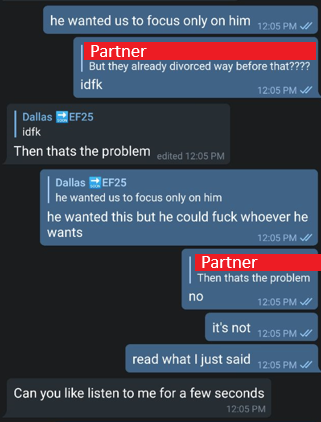 he wanted us to focus only on him
12:05 PM
Partner
But they already divorced way before that????
idfk
12:05 PM
Dallas ➡️EF25
idfk
Then thats the problem
edited 12:05 PM
Dallas ➡️EF25
he wanted us to focus only on him
he wanted this but he could fuck whoever he
wants
12:05 PM
Partner
Then thats the problem
no
12:05 PM
it's not
12:05 PM
read what I just said
12:05 PM
Can you like listen to me for a few seconds
12:05 PM